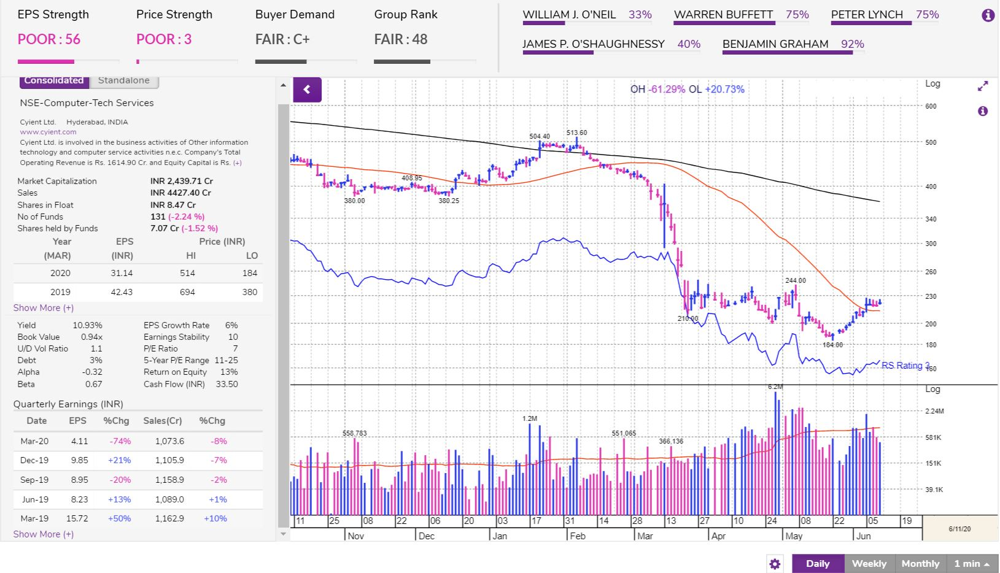 EPS Strength Price Strength Buyer Demand Group Rank
POOR : 56 POOR : 3 FAIR : C+ FAIR : 48
WILLIAM J. O'NEIL 33% WARREN BUFFETT 75% PETER LYNCH 75%
JAMES P. O'SHAUGHNESSY 40% BENJAMIN GRAHAM 92%
Consolidated Standalone
NSE-Computer-Tech Services
Cyient Ltd. Hyderabad, INDIA
www.cyient.com
Cyient Ltd. is involved in the business activities of Other information
technology and computer service activities n.e.c. Company's Total
Operating Revenue is Rs. 1614.90 Cr. and Equity Capital is Rs. (+)
Market Capitalization INR 2,439.71 Cr
Sales INR 4427.40 Cr
Shares in Float INR 8.47 Cr
No of Funds 131 (-2.24 %)
Shares held by Funds 7.07 Cr (-1.52 %)
Year EPS Price (INR)
(MAR) (INR) HI LO
2020 31.14 514 184
2019 42.43 694 380
Show More (+)
Yield 10.93% EPS Growth Rate 6%
Book Value 0.94x Earnings Stability 10
U/D Vol Ratio 1.1 P/E Ratio 7
Debt 3% 5-Year P/E Range 11-25
Alpha -0.32 Return on Equity 13%
Beta 0.67 Cash Flow (INR) 33.50
Quarterly Earnings (INR)
Date EPS %Chg Sales(Cr) %Chg
Mar-20 4.11 -74% 1,073.6 -8%
Dec-19 9.85 +21% 1,105.9 -7%
Sep-19 8.95 -20% 1,158.9 -2%
Jun-19 8.23 +13% 1,089.0 +1%
Mar-19 15.72 +50% 1,162.9 +10%
Show More (+)
OH -61.29% OL +20.73%
Log
600
504.40 513.60
500
408.95
400
380.00 380.25
340
300
260
244.00
230
210.00
200
184.00
180
RS Rating 3
160
6.2M
Log
2.24M
1.2M
558,783 551,065 366,136
581K
151K
39.1K
11 25 08 22 06 20 03 17 31 14 28 13 27 10 24 08 22 05 19
Nov Dec Jan Feb Mar Apr May Jun
6/11/20
Daily Weekly Monthly 1 min